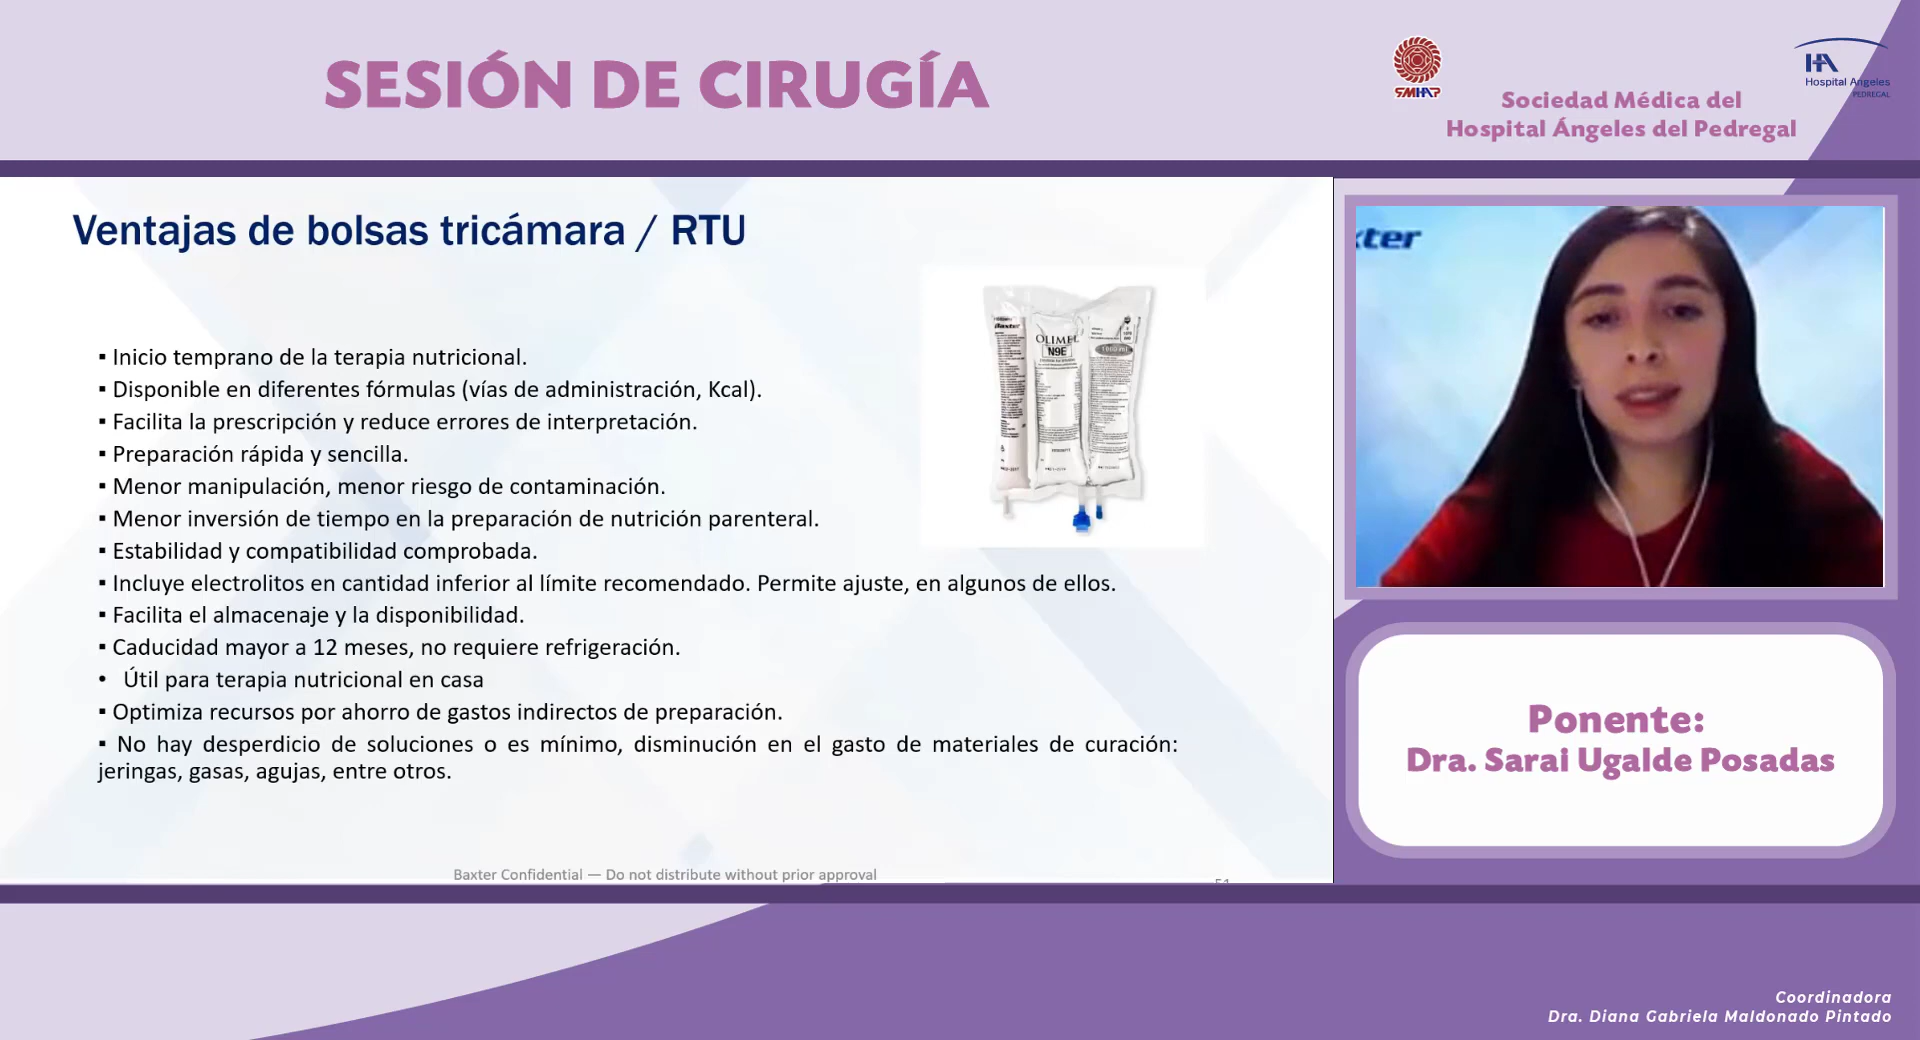 SESIÓN DE CIRUGÍA
SMHAP
Sociedad Médica del
Hospital Ángeles del Pedregal
HA
Hospital Angeles
PEDREGAL
Ventajas de bolsas tricámara / RTU
▪ Inicio temprano de la terapia nutricional.
▪ Disponible en diferentes fórmulas (vías de administración, Kcal).
▪ Facilita la prescripción y reduce errores de interpretación.
▪ Preparación rápida y sencilla.
▪ Menor manipulación, menor riesgo de contaminación.
▪ Menor inversión de tiempo en la preparación de nutrición parenteral.
▪ Estabilidad y compatibilidad comprobada.
▪ Incluye electrolitos en cantidad inferior al límite recomendado. Permite ajuste, en algunos de ellos.
▪ Facilita el almacenaje y la disponibilidad.
▪ Caducidad mayor a 12 meses, no requiere refrigeración.
• Útil para terapia nutricional en casa
▪ Optimiza recursos por ahorro de gastos indirectos de preparación.
▪ No hay desperdicio de soluciones o es mínimo, disminución en el gasto de materiales de curación:
jeringas, gasas, agujas, entre otros.
Baxter
OLIMEL
N9E
1000 ml
Baxter Confidential — Do not distribute without prior approval
51
xter
Ponente:
Dra. Sarai Ugalde Posadas
Coordinadora
Dra. Diana Gabriela Maldonado Pintado